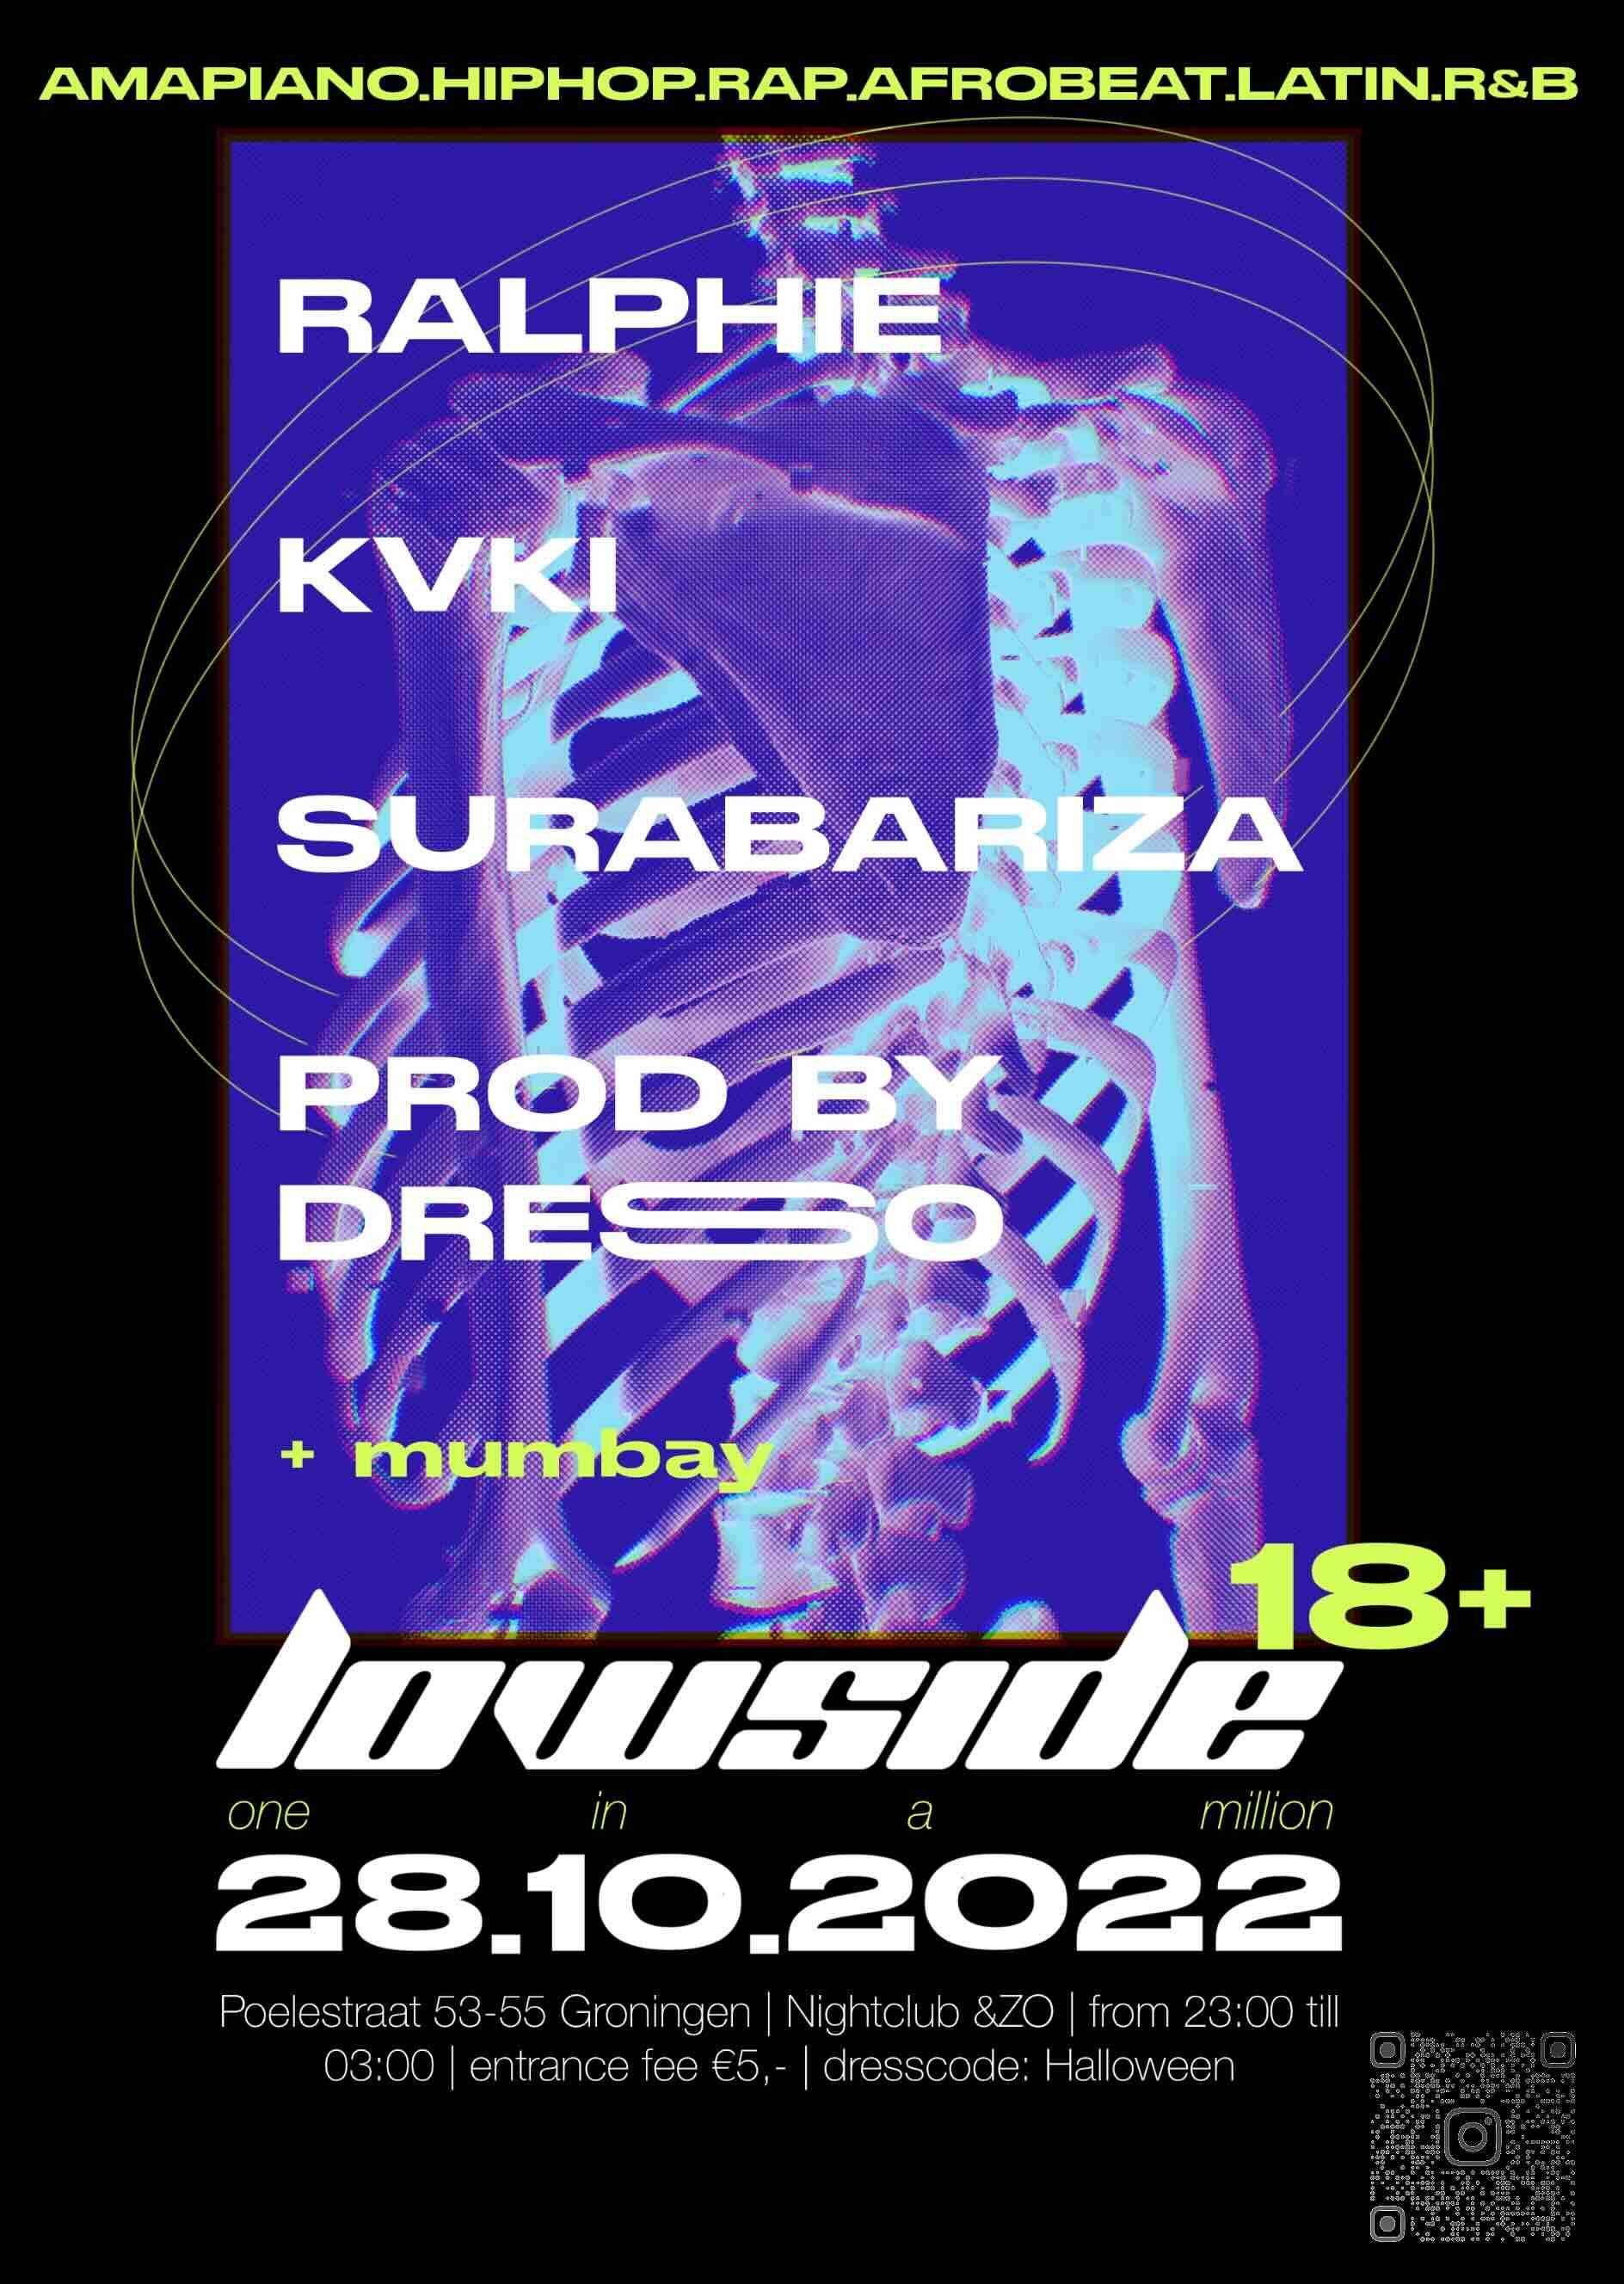 AMAPIANO.HIPHOP.RAP.AFROBEAT.LATIN.R&B
RALPHIE
KVKI
SURABARIZA
PROD BY
DRESSO
+ mumbay
18+
lowside
one in a million
28.10.2022
Poelestraat 53-55 Groningen | Nightclub &ZO | from 23:00 till
03:00 | entrance fee €5,- | dresscode: Halloween